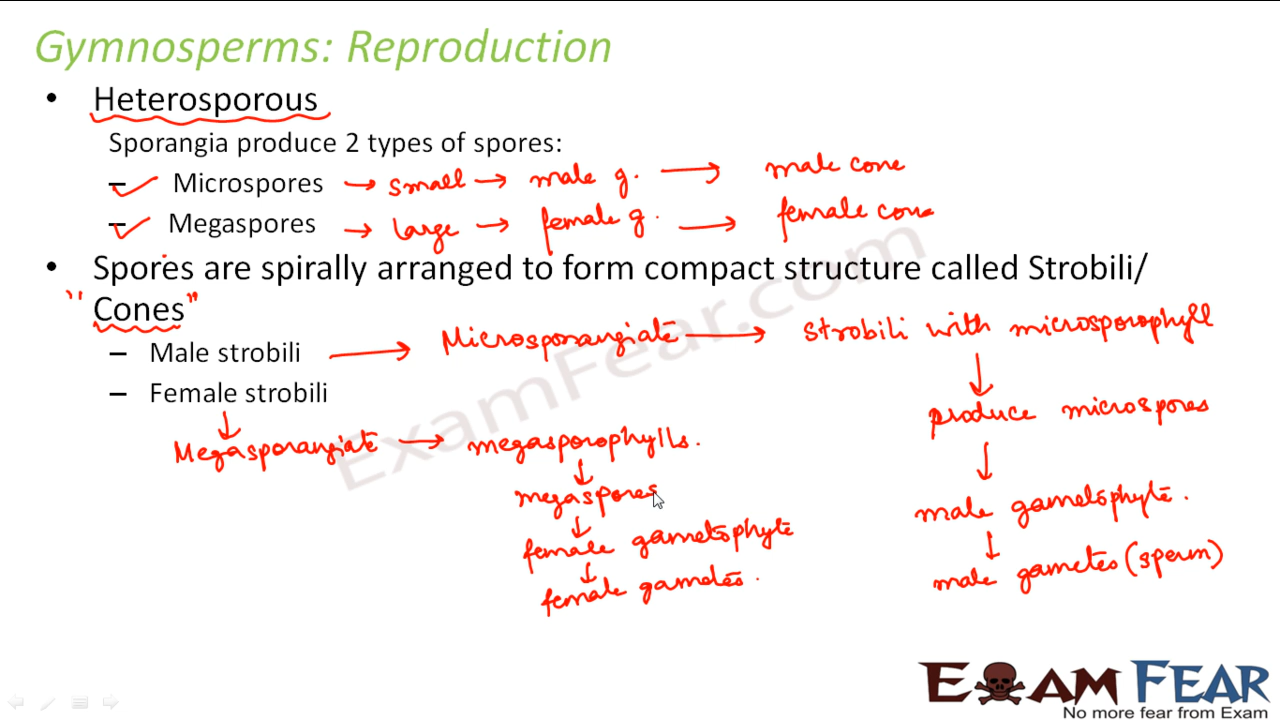 Gymnosperms: Reproduction
• Heterosporous
Sporangia produce 2 types of spores:
– Microspores → small → male g. → male cone
– Megaspores → large → female g. → female cone
• Spores are spirally arranged to form compact structure called Strobili/
"Cones"
– Male strobili → Microsporangiate → Strobili with microsporophyll
– Female strobili
↓
produce microspores
Megasporangiate → megasporophylls.
↓
megaspores
↓
male gametophyte.
female gametophyte
↓
male gametes (sperm)
female gametes.
ExamFear.com
EXAM FEAR
No more fear from Exam